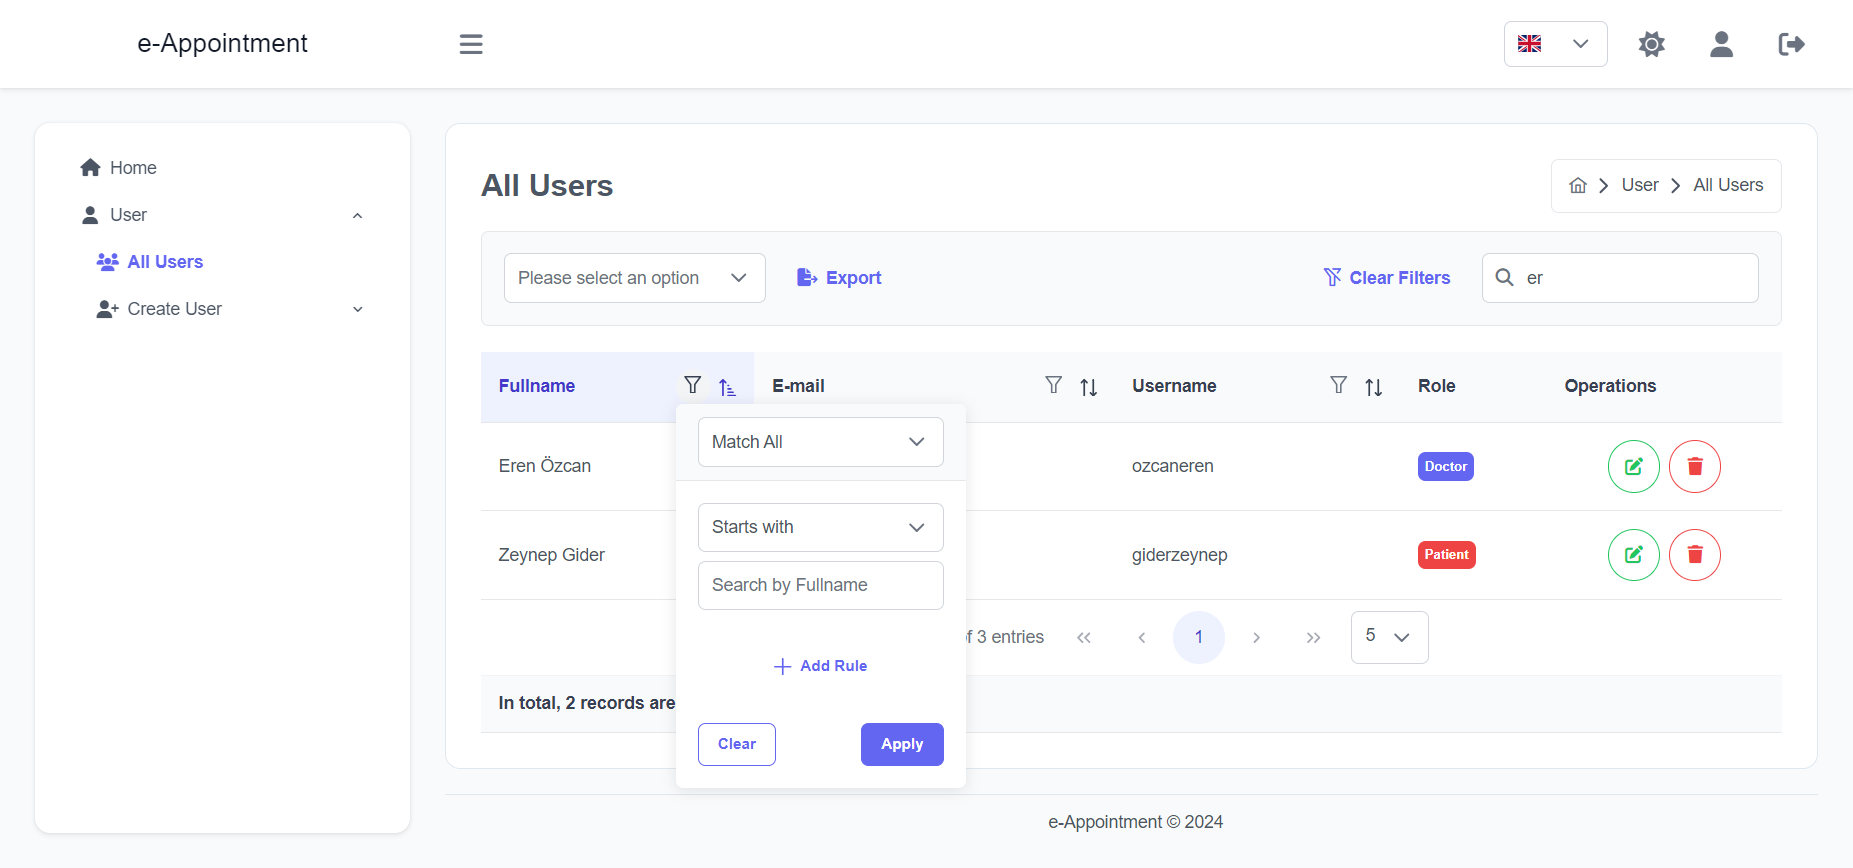 e-Appointment
Home
User
All Users
Create User
All Users
User
All Users
Please select an option
Export
Clear Filters
er
Fullname
E-mail
Username
Role
Operations
Match All
Eren Özcan
ozcaneren
Doctor
Starts with
Zeynep Gider
giderzeynep
Patient
Search by Fullname
3 entries
1
5
Add Rule
In total, 2 records are
Clear
Apply
e-Appointment © 2024